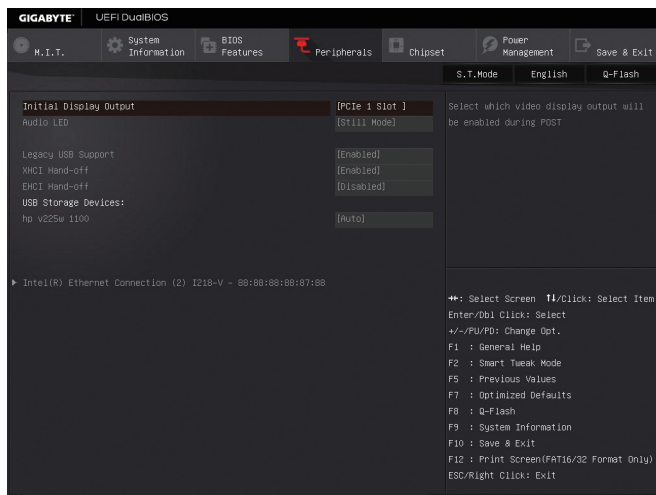 GIGABYTE™ UEFI DualBIOS
M.I.T.
System Information
BIOS Features
Peripherals
Chipset
Power Management
Save & Exit
S.T.Mode English Q-Flash
Initial Display Output [PCIe 1 Slot ]
Audio LED [Still Mode]
Legacy USB Support [Enabled]
XHCI Hand-off [Enabled]
EHCI Hand-off [Disabled]
USB Storage Devices:
hp v225w 1100 [Auto]
Intel(R) Ethernet Connection (2) I218-V - 88:88:88:88:87:88
Select which video display output will
be enabled during POST
→←: Select Screen ↑↓/Click: Select Item
Enter/Dbl Click: Select
+/-/PU/PD: Change Opt.
F1 : General Help
F2 : Smart Tweak Mode
F5 : Previous Values
F7 : Optimized Defaults
F8 : Q-Flash
F9 : System Information
F10 : Save & Exit
F12 : Print Screen(FAT16/32 Format Only)
ESC/Right Click: Exit